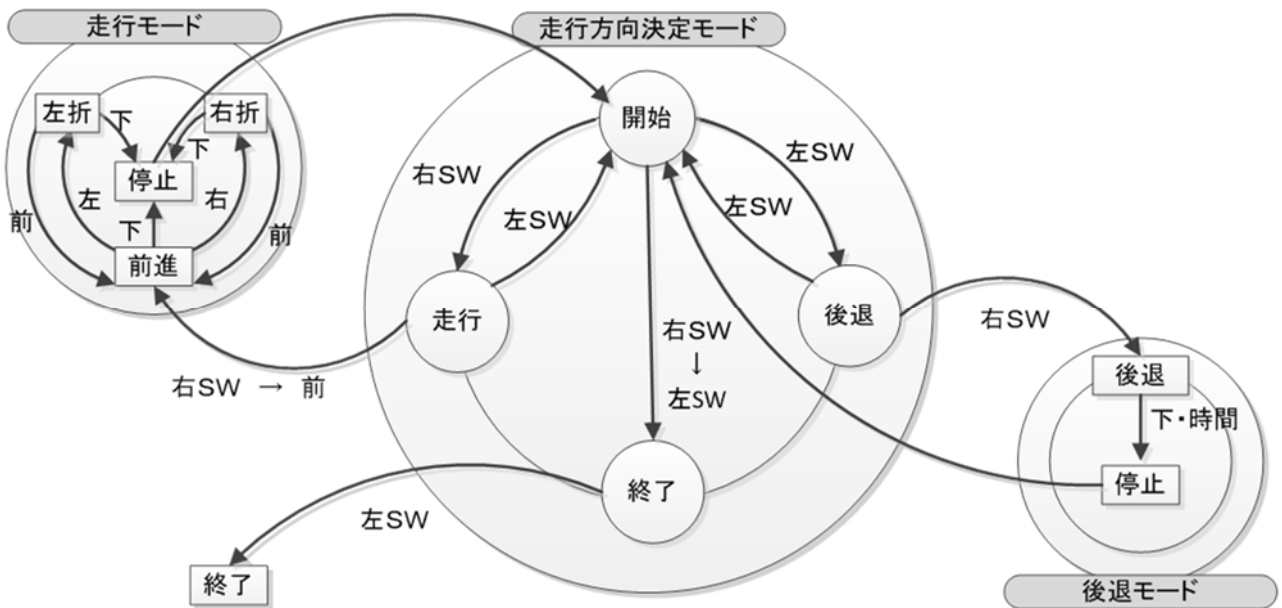 走行モード
左折
下
右折
下
停止
左
右
前
下
前
前進
右SW → 前
走行方向決定モード
開始
右SW
左SW
左SW
左SW
走行
後退
右SW
↓
左SW
終了
左SW
終了
右SW
後退
下・時間
停止
後退モード